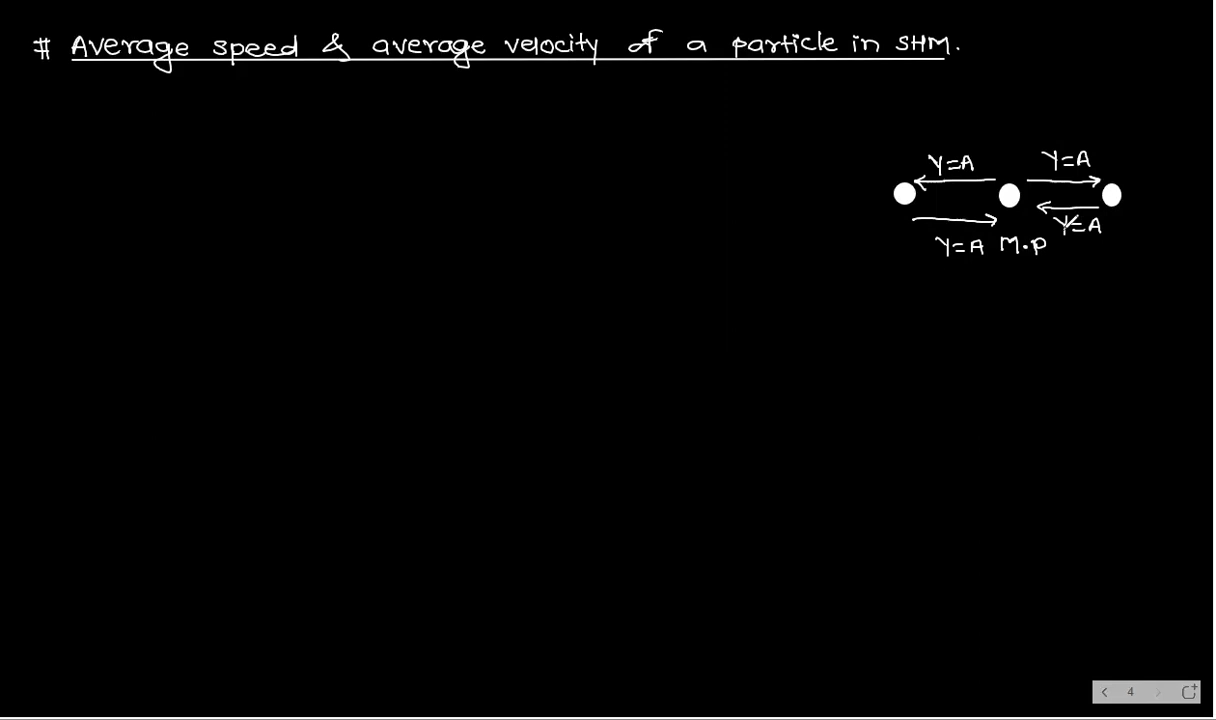 # Average speed & average velocity of a particle in SHM.
Y=A Y=A
Y=A
Y=A M.P
4